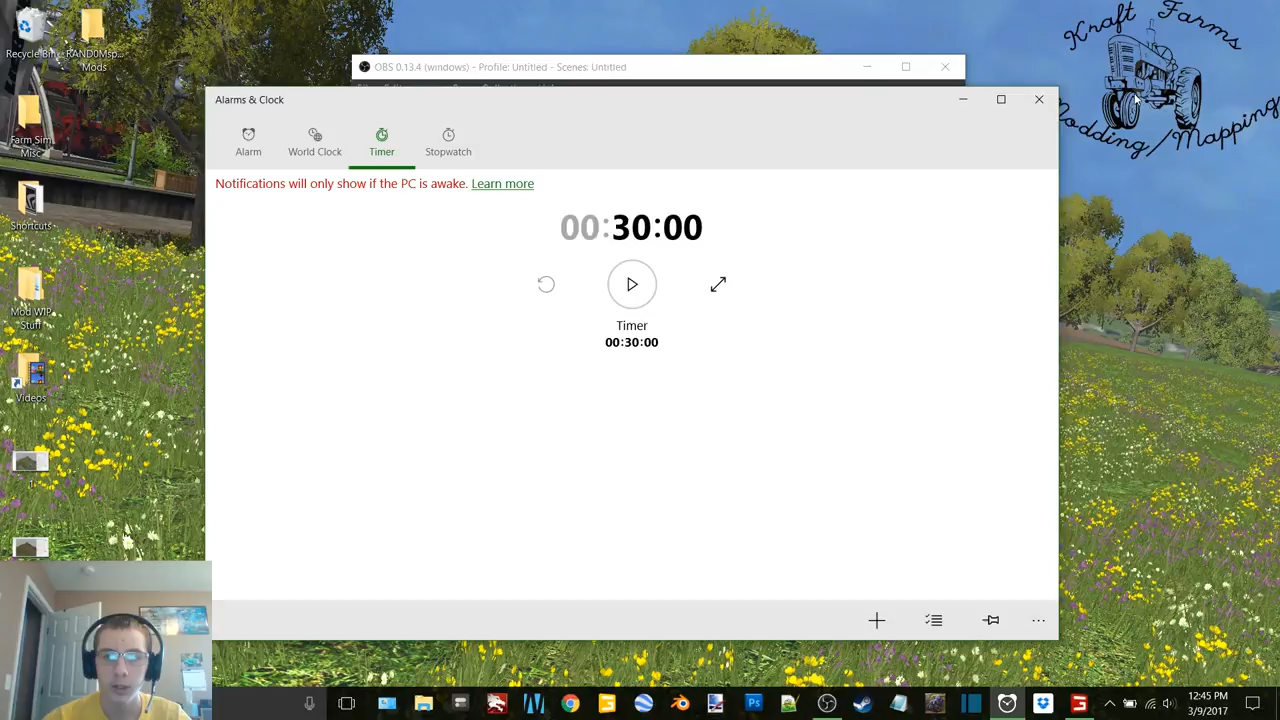 Recycle Bin
RAND0Msp...
Mods
Farm Sim
Misc
Shortcuts
Mod WIP
Stuff
Videos
1
OBS 0.13.4 (windows) - Profile: Untitled - Scenes: Untitled
Kraft Farms
Modding/Mapping
Alarms & Clock
Alarm
World Clock
Timer
Stopwatch
Notifications will only show if the PC is awake. Learn more
00:30:00
Timer
00:30:00
12:45 PM
3/9/2017